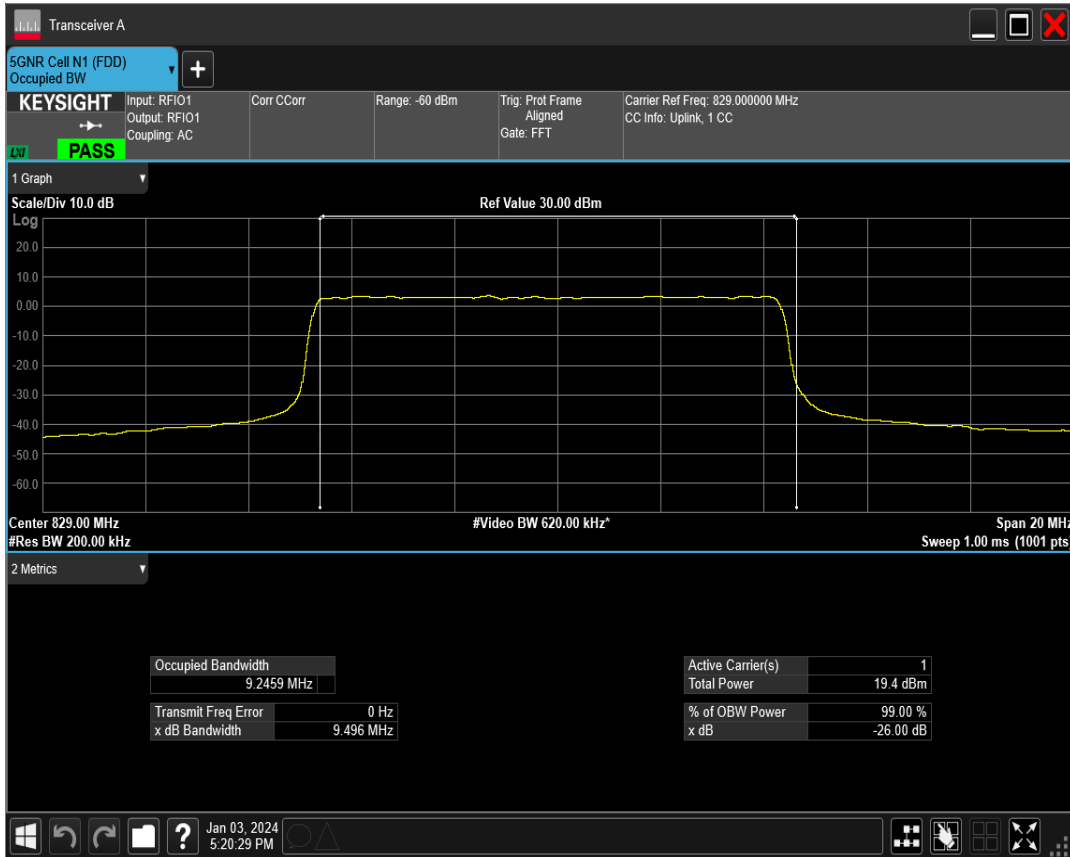 Transceiver A
5GNR Cell N1 (FDD)
Occupied BW
+
KEYSIGHT
LXI
PASS
Input: RFIO1
Output: RFIO1
Coupling: AC
Corr CCorr
Range: -60 dBm
Trig: Prot Frame
Aligned
Gate: FFT
Carrier Ref Freq: 829.000000 MHz
CC Info: Uplink, 1 CC
1 Graph
Scale/Div 10.0 dB
Ref Value 30.00 dBm
Log
20.0
10.0
0.00
-10.0
-20.0
-30.0
-40.0
-50.0
-60.0
Center 829.00 MHz
#Video BW 620.00 kHz*
Span 20 MHz
#Res BW 200.00 kHz
Sweep 1.00 ms (1001 pts)
2 Metrics
Occupied Bandwidth
9.2459 MHz
Transmit Freq Error 0 Hz
x dB Bandwidth 9.496 MHz
Active Carrier(s) 1
Total Power 19.4 dBm
% of OBW Power 99.00 %
x dB -26.00 dB
?
Jan 03, 2024
5:20:29 PM